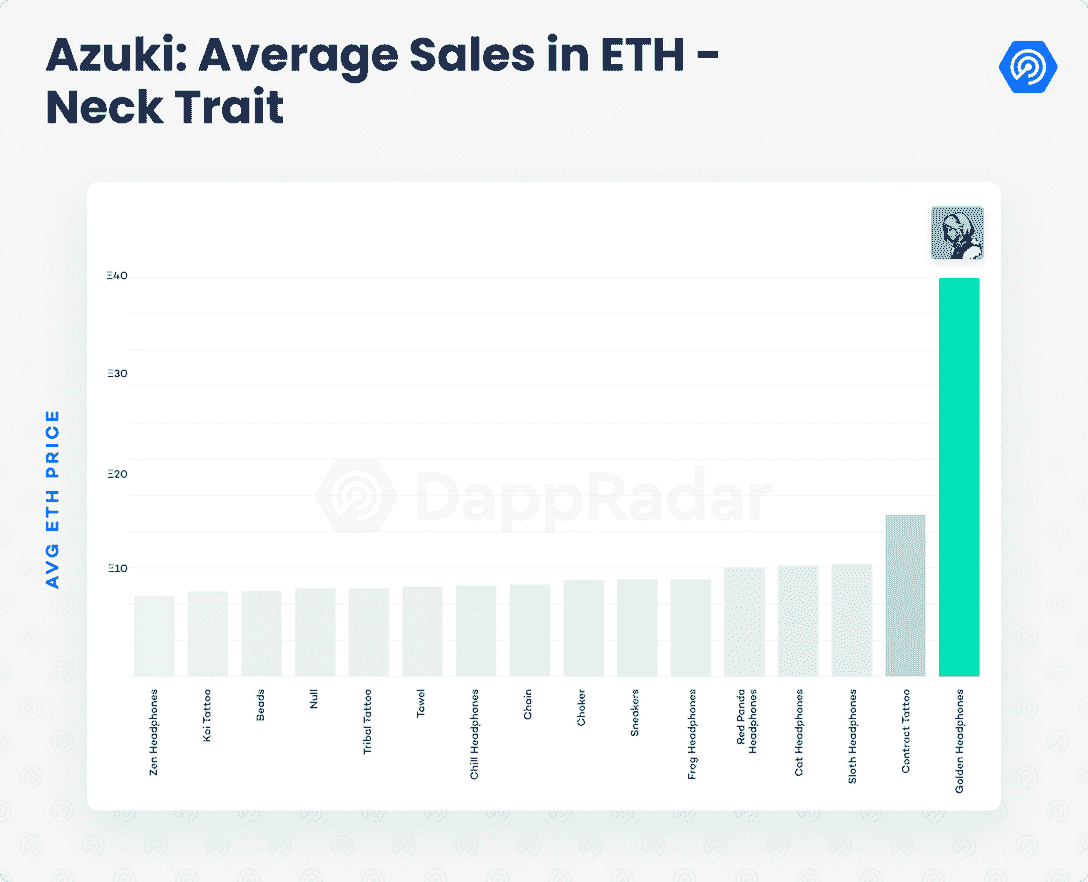 Azuki: Average Sales in ETH -
Neck Trait
AVG ETH PRICE
Ξ40
Ξ30
Ξ20
Ξ10
DappRadar
Zen Headphones
Koi Tattoo
Beads
Null
Tribal Tattoo
Towel
Chill Headphones
Chain
Choker
Sneakers
Frog Headphones
Red Panda
Headphones
Cat Headphones
Sloth Headphones
Contract Tattoo
Golden Headphones